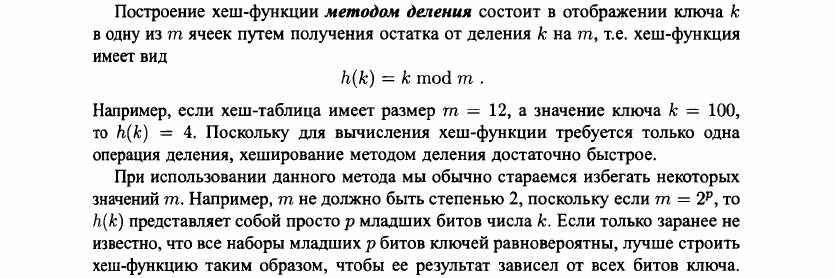 Построение хеш-функции методом деления состоит в отображении ключа k
в одну из m ячеек путем получения остатка от деления k на m, т.е. хеш-функция
имеет вид
h(k) = k mod m .
Например, если хеш-таблица имеет размер m = 12, а значение ключа k = 100,
то h(k) = 4. Поскольку для вычисления хеш-функции требуется только одна
операция деления, хеширование методом деления достаточно быстрое.
При использовании данного метода мы обычно стараемся избегать некоторых
значений m. Например, m не должно быть степенью 2, поскольку если m = 2ᵖ, то
h(k) представляет собой просто p младших битов числа k. Если только заранее не
известно, что все наборы младших p битов ключей равновероятны, лучше строить
хеш-функцию таким образом, чтобы ее результат зависел от всех битов ключа.